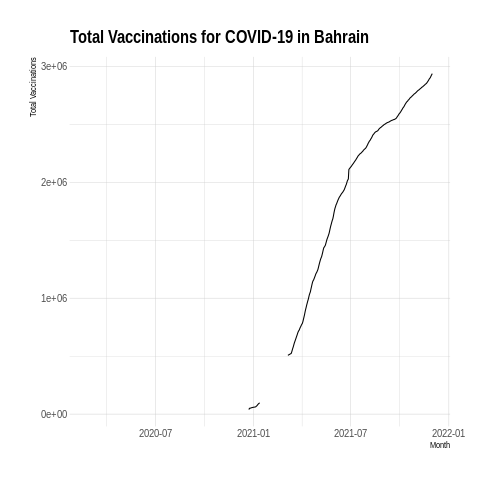 Total Vaccinations for COVID-19 in Bahrain
Total Vaccinations
3e+06
2e+06
1e+06
0e+00
2020-07 2021-01 2021-07 2022-01
Month